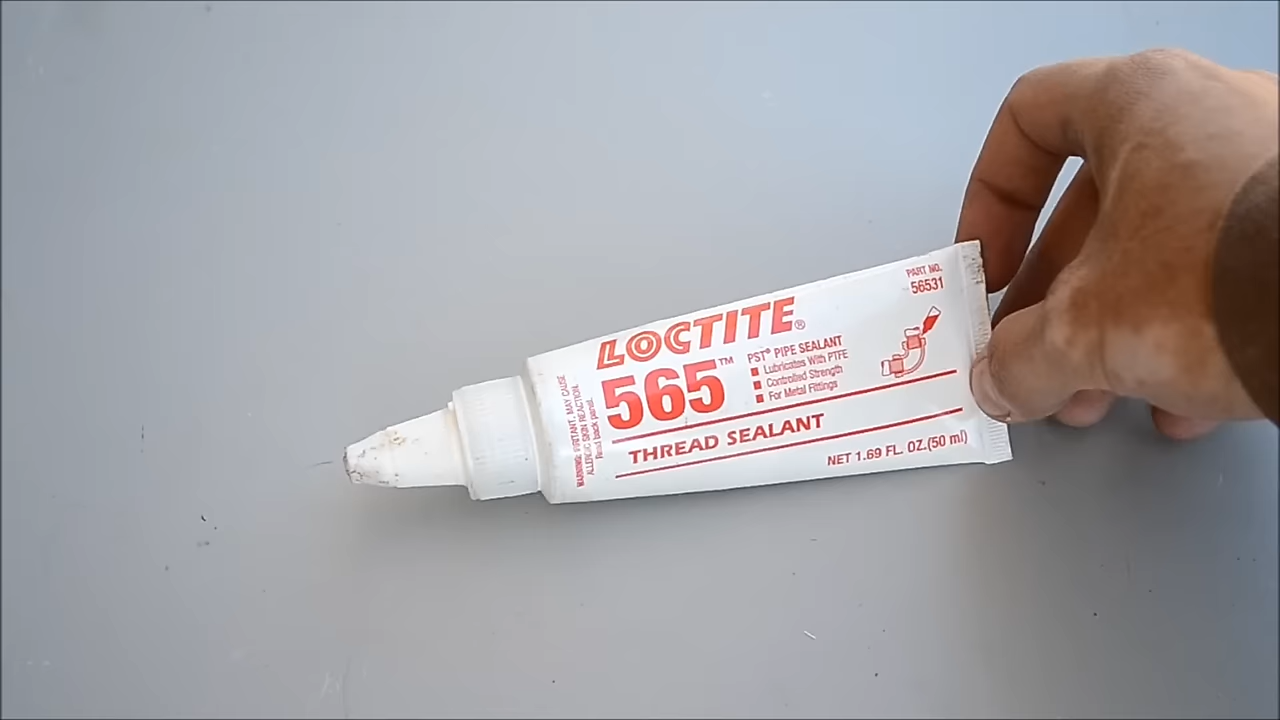 PART NO.
56531
LOCTITE®
565™
PST® PIPE SEALANT
Lubricates With PTFE
Controlled Strength
For Metal Fittings
THREAD SEALANT
NET 1.69 FL. OZ.(50 ml)
WARNING: IRRITANT. MAY CAUSE
ALLERGIC SKIN REACTION.
Read back panel.